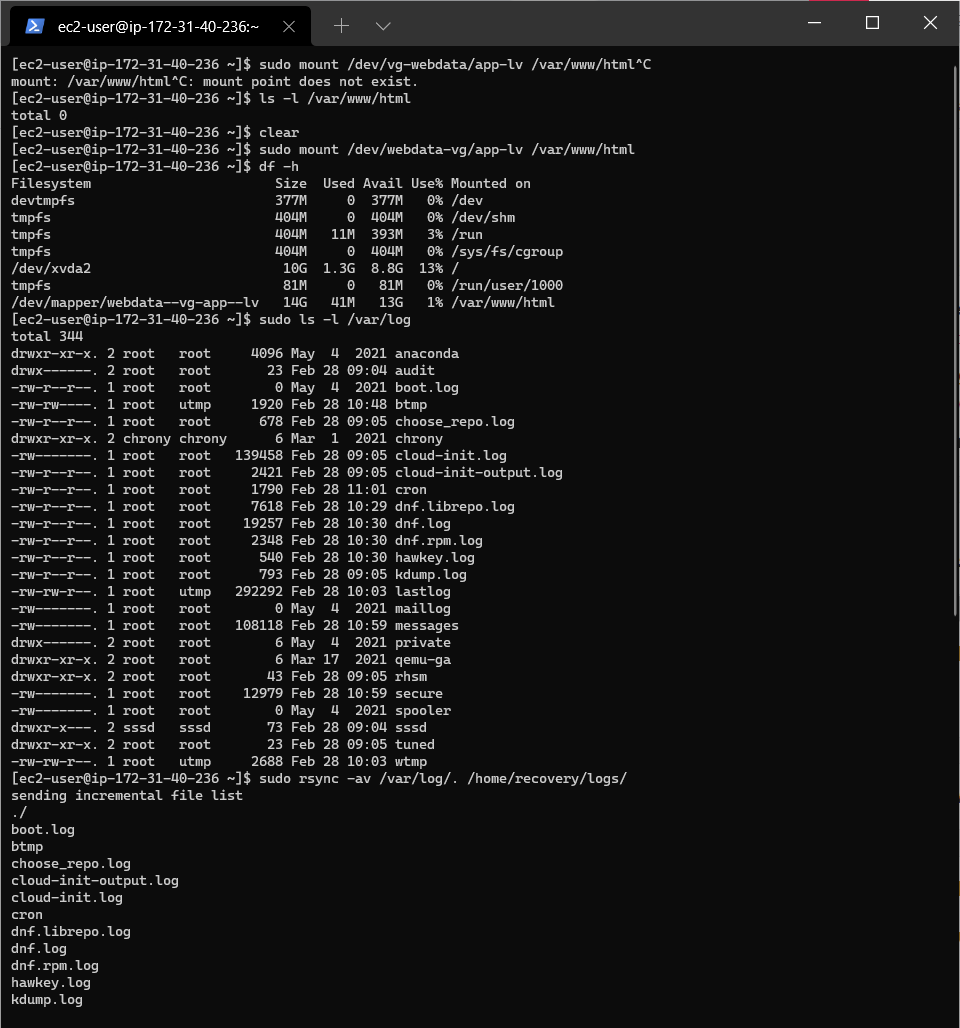 ec2-user@ip-172-31-40-236:~
[ec2-user@ip-172-31-40-236 ~]$ sudo mount /dev/vg-webdata/app-lv /var/www/html^C
mount: /var/www/html^C: mount point does not exist.
[ec2-user@ip-172-31-40-236 ~]$ ls -l /var/www/html
total 0
[ec2-user@ip-172-31-40-236 ~]$ clear
[ec2-user@ip-172-31-40-236 ~]$ sudo mount /dev/webdata-vg/app-lv /var/www/html
[ec2-user@ip-172-31-40-236 ~]$ df -h
Filesystem                       Size  Used Avail Use% Mounted on
devtmpfs                         377M     0  377M   0% /dev
tmpfs                            404M     0  404M   0% /dev/shm
tmpfs                            404M   11M  393M   3% /run
tmpfs                            404M     0  404M   0% /sys/fs/cgroup
/dev/xvda2                        10G  1.3G  8.8G  13% /
tmpfs                             81M     0   81M   0% /run/user/1000
/dev/mapper/webdata--vg-app--lv   14G   41M   13G   1% /var/www/html
[ec2-user@ip-172-31-40-236 ~]$ sudo ls -l /var/log
total 344
drwxr-xr-x. 2 root   root     4096 May  4  2021 anaconda
drwx------. 2 root   root       23 Feb 28 09:04 audit
-rw-r--r--. 1 root   root        0 May  4  2021 boot.log
-rw-rw----. 1 root   utmp     1920 Feb 28 10:48 btmp
-rw-r--r--. 1 root   root      678 Feb 28 09:05 choose_repo.log
drwxr-xr-x. 2 chrony chrony      6 Mar  1  2021 chrony
-rw-------. 1 root   root   139458 Feb 28 09:05 cloud-init.log
-rw-r--r--. 1 root   root     2421 Feb 28 09:05 cloud-init-output.log
-rw-r--r--. 1 root   root     1790 Feb 28 11:01 cron
-rw-r--r--. 1 root   root     7618 Feb 28 10:29 dnf.librepo.log
-rw-r--r--. 1 root   root    19257 Feb 28 10:30 dnf.log
-rw-r--r--. 1 root   root     2348 Feb 28 10:30 dnf.rpm.log
-rw-r--r--. 1 root   root      540 Feb 28 10:30 hawkey.log
-rw-r--r--. 1 root   root      793 Feb 28 09:05 kdump.log
-rw-rw-r--. 1 root   utmp   292292 Feb 28 10:03 lastlog
-rw-------. 1 root   root        0 May  4  2021 maillog
-rw-------. 1 root   root   108118 Feb 28 10:59 messages
drwx------. 2 root   root        6 May  4  2021 private
drwxr-xr-x. 2 root   root        6 Mar 17  2021 qemu-ga
drwxr-xr-x. 2 root   root       43 Feb 28 09:05 rhsm
-rw-------. 1 root   root    12979 Feb 28 10:59 secure
-rw-------. 1 root   root        0 May  4  2021 spooler
drwxr-x---. 2 sssd   sssd       73 Feb 28 09:04 sssd
drwxr-xr-x. 2 root   root       23 Feb 28 09:05 tuned
-rw-rw-r--. 1 root   utmp     2688 Feb 28 10:03 wtmp
[ec2-user@ip-172-31-40-236 ~]$ sudo rsync -av /var/log/. /home/recovery/logs/
sending incremental file list
./
boot.log
btmp
choose_repo.log
cloud-init-output.log
cloud-init.log
cron
dnf.librepo.log
dnf.log
dnf.rpm.log
hawkey.log
kdump.log